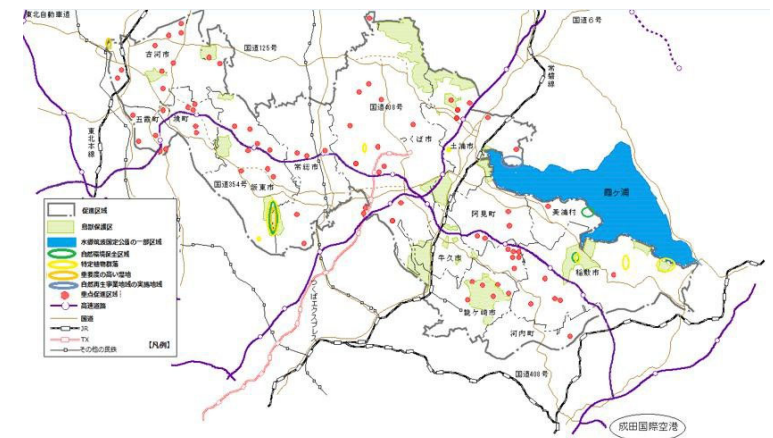 東北自動車道
国道6号
古河市
国道125号
常磐線
国道408号
五霞町
境町
つくば市
土浦市
東北本線
常総市
霞ヶ浦
国道354号
坂東市
阿見町
美浦村
牛久市
稲敷市
つくばエクスプレス
龍ケ崎市
河内町
国道408号
成田国際空港
促進区域
鳥獣保護区
水郷筑波国定公園の一部区域
自然環境保全区域
特定植物群落
重要度の高い湿地
自然再生事業地域の実施地域
重点促進区域
高速道路
国道
JR
TX
その他の民鉄
【凡例】